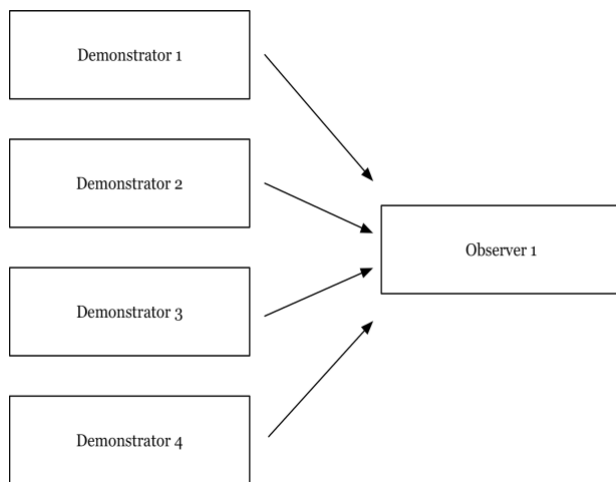 Demonstrator 1
Demonstrator 2
Observer 1
Demonstrator 3
Demonstrator 4